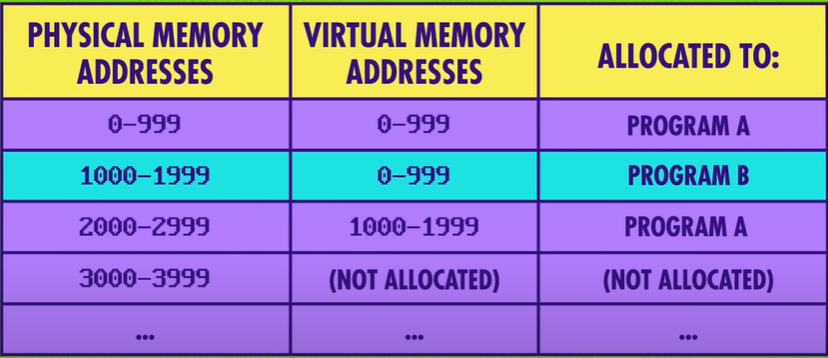 PHYSICAL MEMORY ADDRESSES VIRTUAL MEMORY ADDRESSES ALLOCATED TO:
0-999 0-999 PROGRAM A
1000-1999 0-999 PROGRAM B
2000-2999 1000-1999 PROGRAM A
3000-3999 (NOT ALLOCATED) (NOT ALLOCATED)
... ... ...